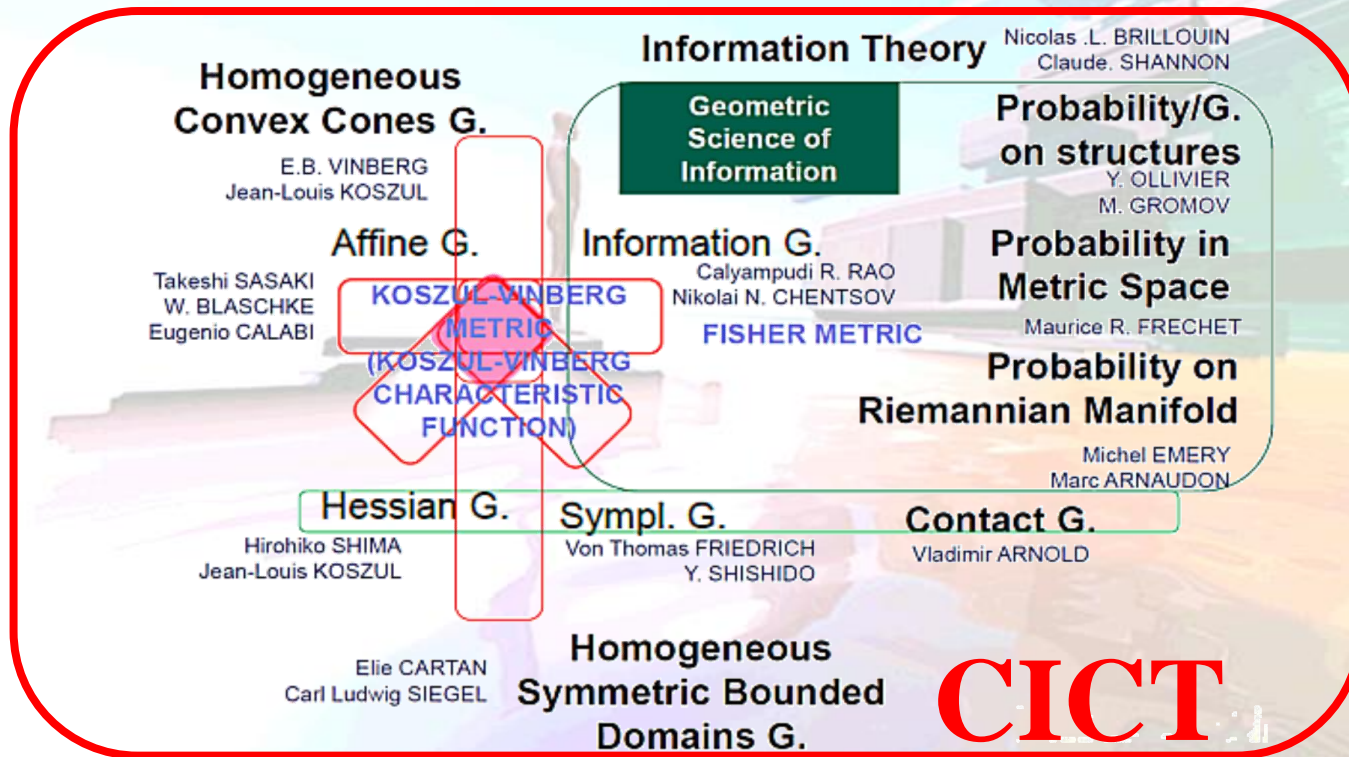 Information Theory
Nicolas .L. BRILLOUIN
Claude. SHANNON
Homogeneous
Convex Cones G.
E.B. VINBERG
Jean-Louis KOSZUL
Geometric
Science of
Information
Probability/G.
on structures
Y. OLLIVIER
M. GROMOV
Affine G.
Takeshi SASAKI
W. BLASCHKE
Eugenio CALABI
Information G.
Calyampudi R. RAO
Nikolai N. CHENTSOV
FISHER METRIC
Probability in
Metric Space
Maurice R. FRECHET
KOSZUL-VINBERG
METRIC
(KOSZUL-VINBERG
CHARACTERISTIC
FUNCTION)
Probability on
Riemannian Manifold
Michel EMERY
Marc ARNAUDON
Hessian G.
Hirohiko SHIMA
Jean-Louis KOSZUL
Sympl. G.
Von Thomas FRIEDRICH
Y. SHISHIDO
Contact G.
Vladimir ARNOLD
Elie CARTAN
Carl Ludwig SIEGEL
Homogeneous
Symmetric Bounded
Domains G.
CICT